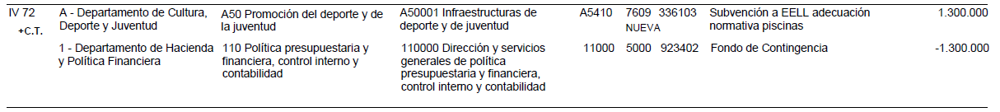 IV 72 A - Departamento de Cultura, A50 Promoción del deporte y de A50001 Infraestructuras de A5410 7609 336103 Subvención a EELL adecuación 1.300.000
+C.T. Deporte y Juventud la juventud deporte y de juventud NUEVA normativa piscinas
1 - Departamento de Hacienda 110 Política presupuestaria y 110000 Dirección y servicios 11000 5000 923402 Fondo de Contingencia -1.300.000
y Política Financiera financiera, control interno y generales de política
contabilidad presupuestaria y financiera,
control interno y contabilidad